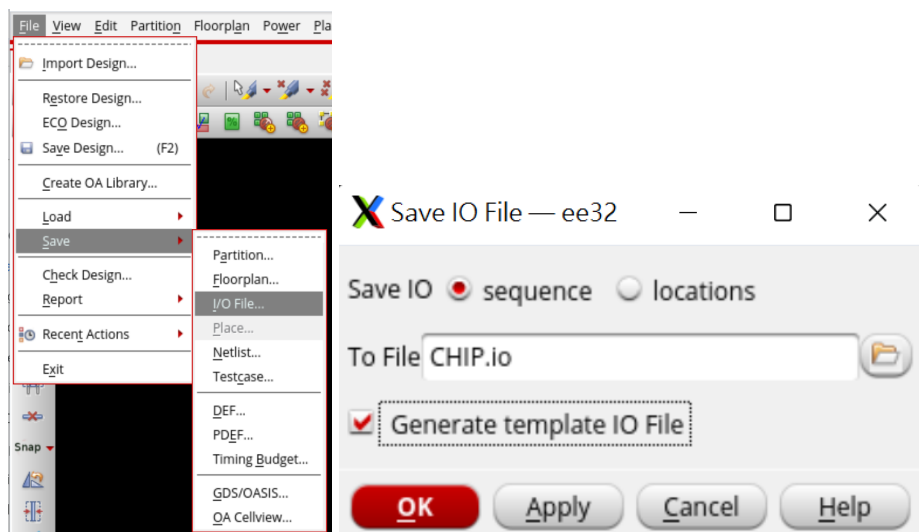 File View Edit Partition Floorplan Power Pla
Import Design...
Restore Design...
ECO Design...
Save Design... (F2)
Create OA Library...
Load
Save
Check Design...
Report
Recent Actions
Exit
Snap
Partition...
Floorplan...
I/O File...
Place...
Netlist...
Testcase...
DEF...
PDEF...
Timing Budget...
GDS/OASIS...
OA Cellview...
Save IO File — ee32
Save IO sequence locations
To File CHIP.io
Generate template IO File
OK Apply Cancel Help